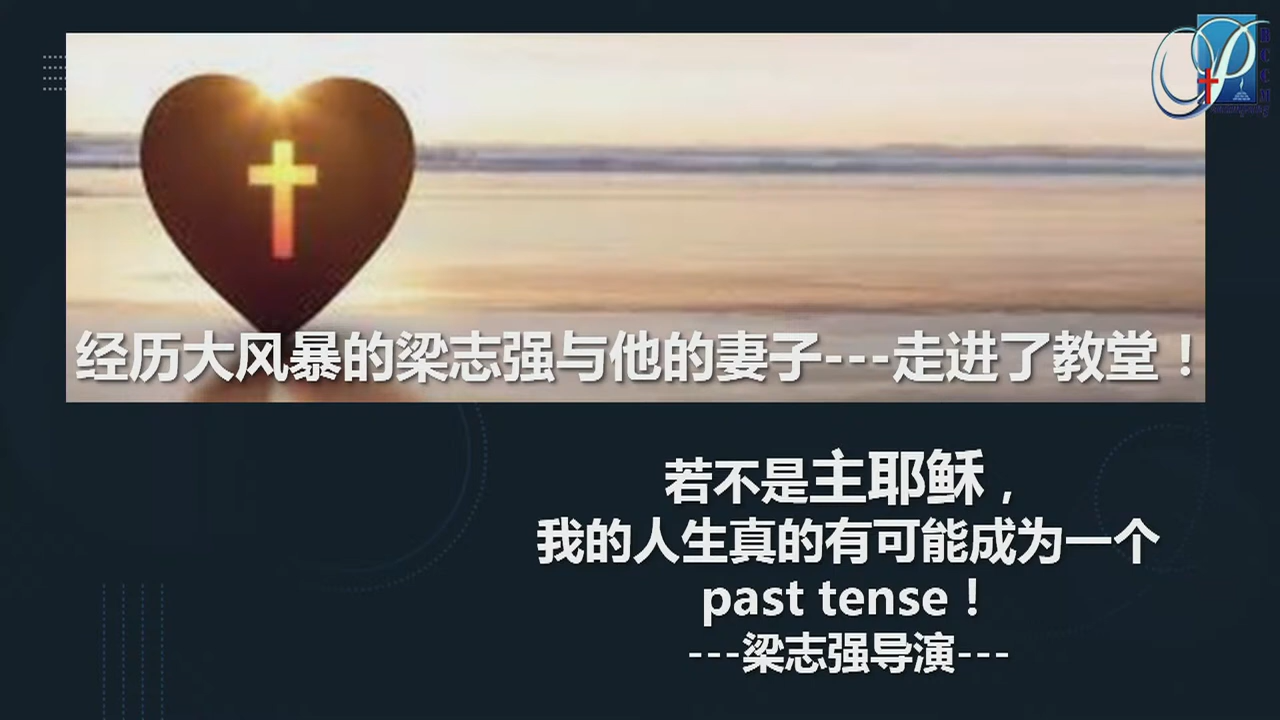 经历大风暴的梁志强与他的妻子---走进了教堂！
若不是主耶稣，
我的人生真的有可能成为一个
past tense！
---梁志强导演---